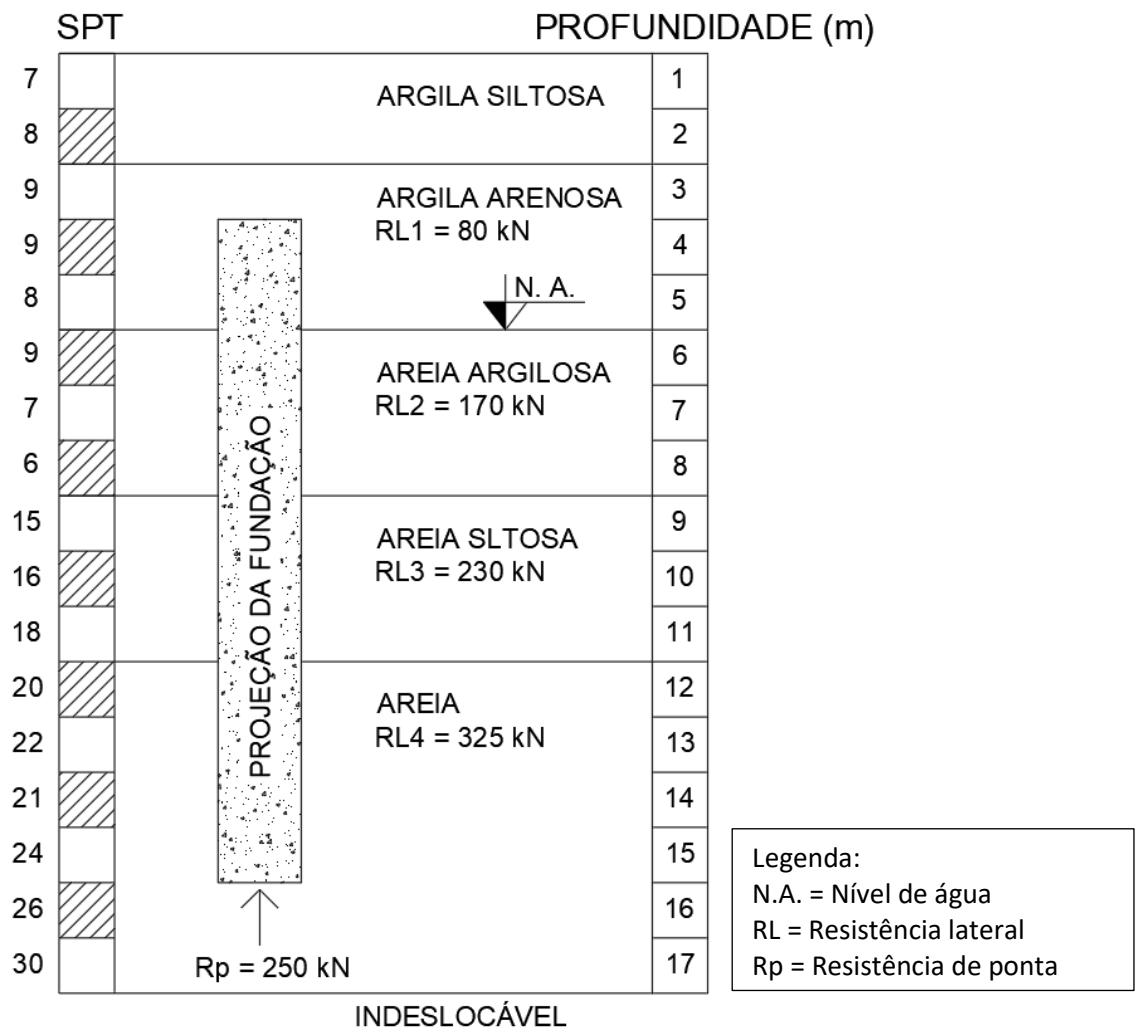 SPT PROFUNDIDADE (m)
7 1
ARGILA SILTOSA
8 2
9 ARGILA ARENOSA 3
9 RL1 = 80 kN 4
8 N. A. 5
9 AREIA ARGILOSA 6
7 RL2 = 170 kN 7
6 8
15 AREIA SLTOSA 9
16 RL3 = 230 kN 10
18 11
20 AREIA 12
22 RL4 = 325 kN 13
21 14
24 15
26 16
30 17
PROJEÇÃO DA FUNDAÇÃO
Rp = 250 kN
INDESLOCÁVEL
Legenda:
N.A. = Nível de água
RL = Resistência lateral
Rp = Resistência de ponta